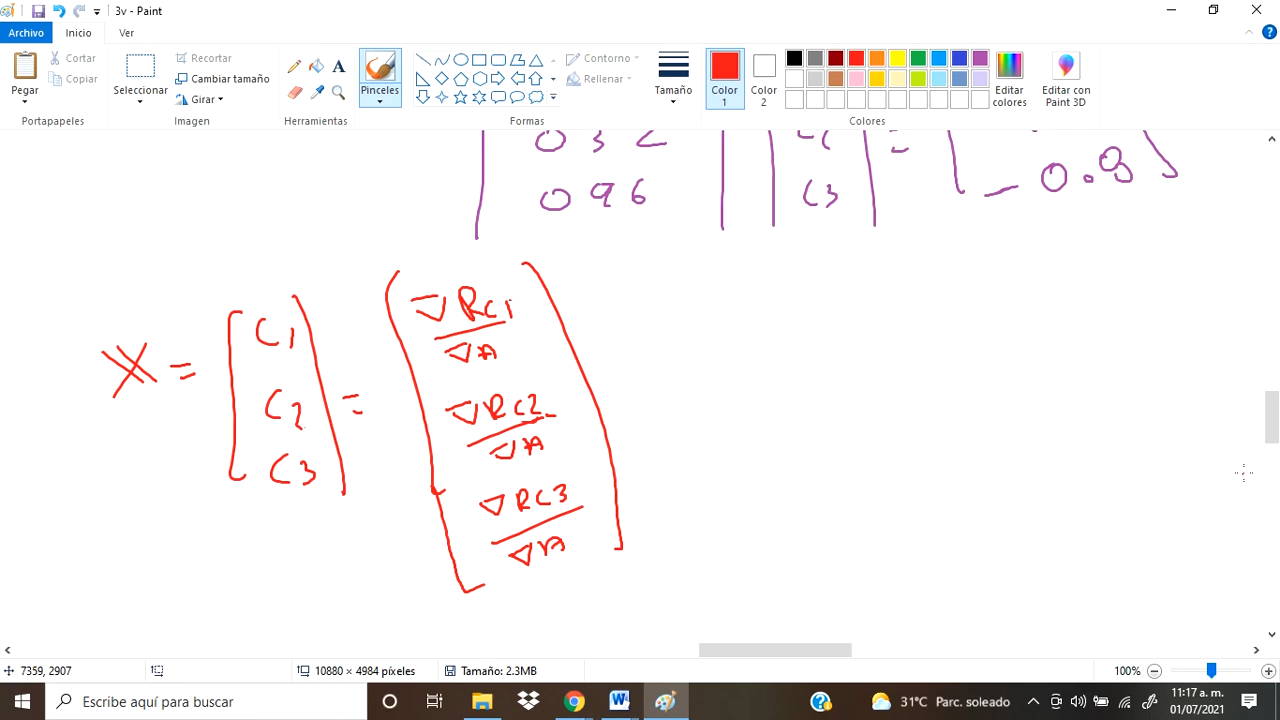 3v - Paint
Archivo Inicio Ver
Pegar
Cortar
Copiar
Portapapeles
Seleccionar
Recortar
Cambiar tamaño
Girar
Imagen
A
Herramientas
Pinceles
Contorno
Rellenar
Formas
Tamaño
Color 1
Color 2
Editar colores
Editar con Paint 3D
Colores
0 3 2 =
0 9 6 C3 - 0.8
X = [C1 C2 C3] =
▽RC1
▽A
▽RC2
▽A
▽RC3
▽A
7359, 2907
10880 × 4984 píxeles
Tamaño: 2.3MB
100%
Escribe aquí para buscar
31°C Parc. soleado
11:17 a. m.
01/07/2021